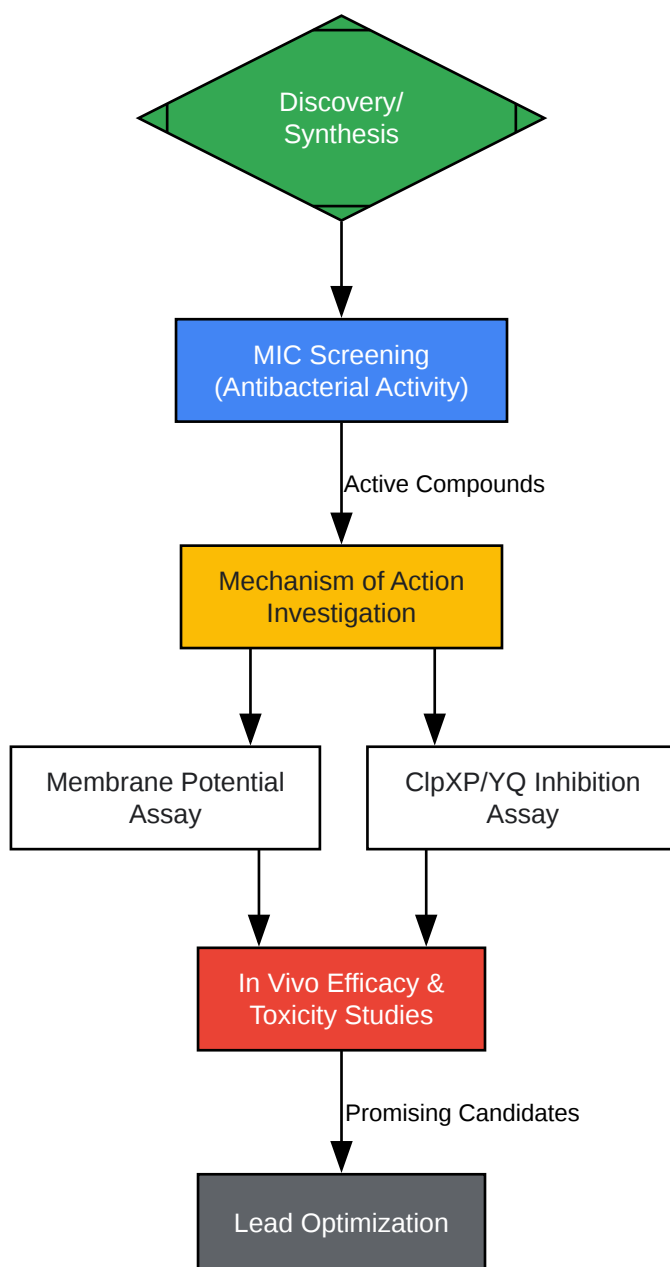 Discovery/
Synthesis
MIC Screening
(Antibacterial Activity)
Active Compounds
Mechanism of Action
Investigation
Membrane Potential
Assay
ClpXP/YQ Inhibition
Assay
In Vivo Efficacy &
Toxicity Studies
Promising Candidates
Lead Optimization